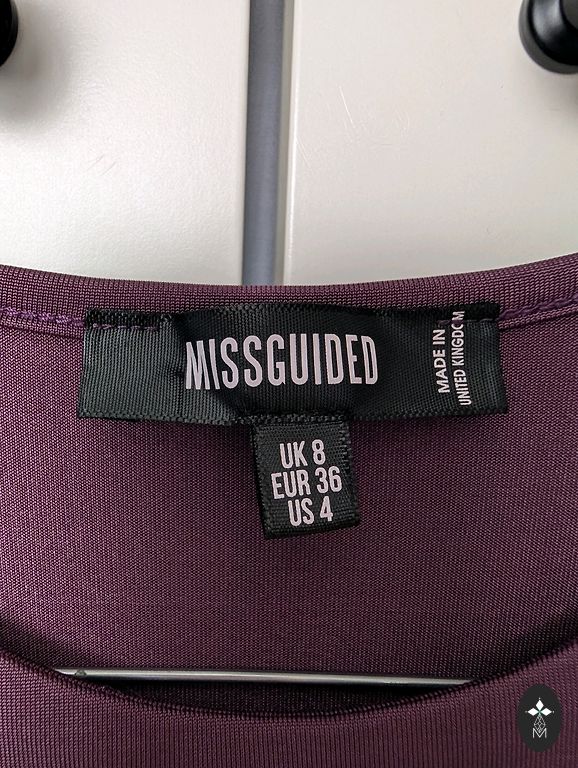 MISSGUIDED
MADE IN
UNITED KINGDOM
UK 8
EUR 36
US 4
M